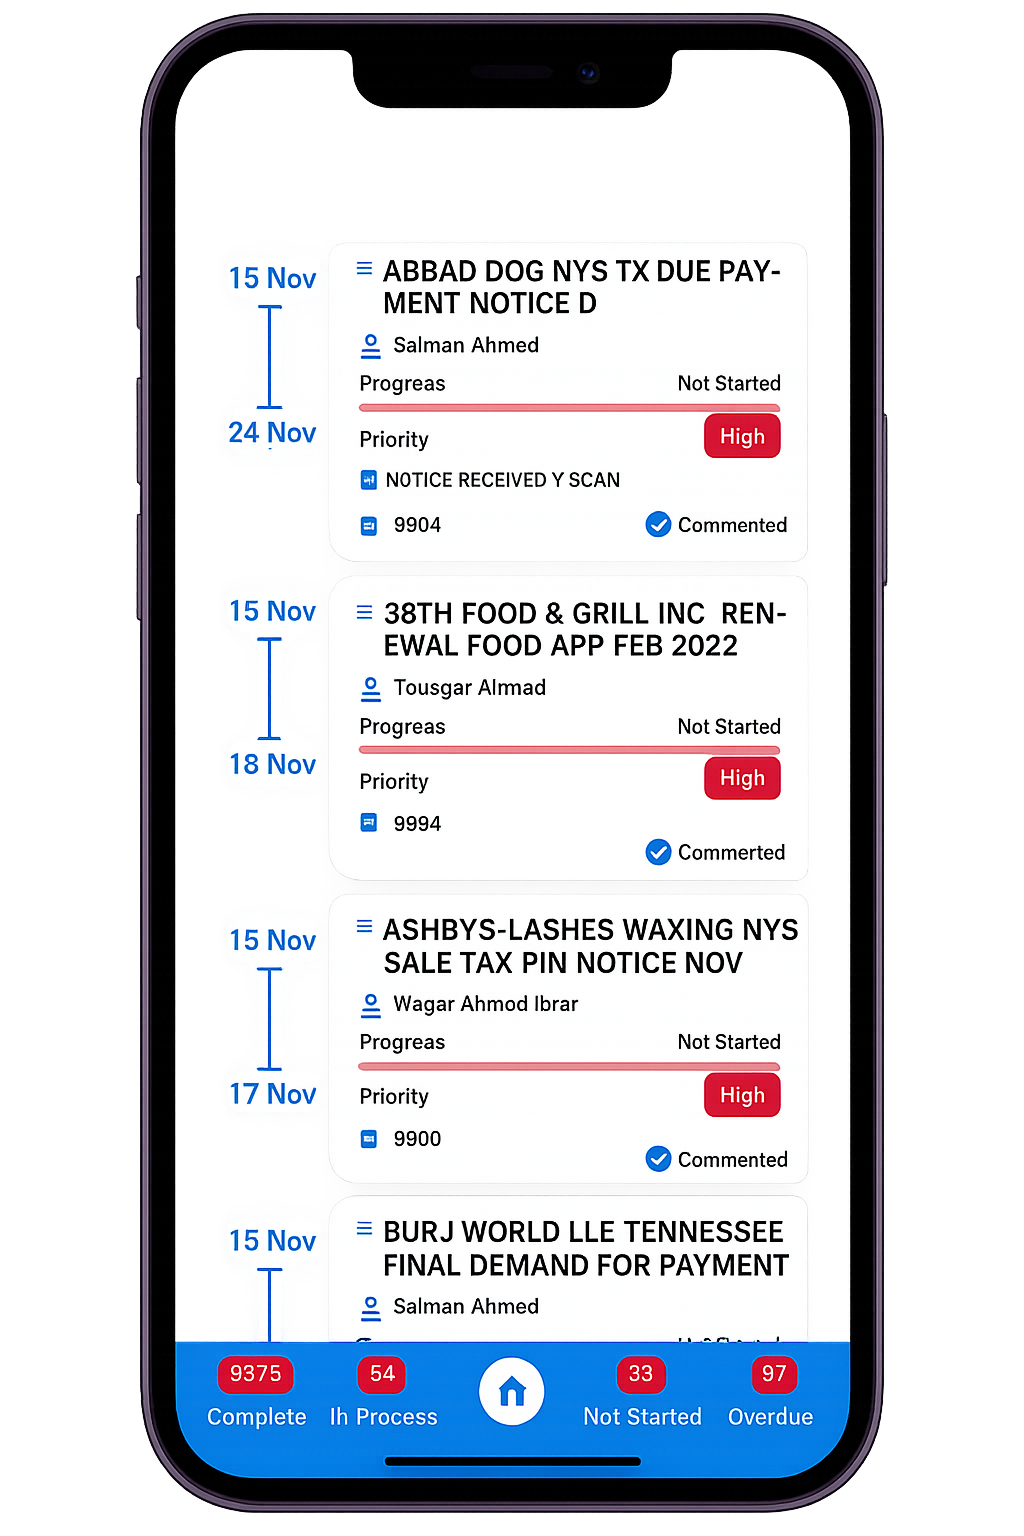 15 Nov
24 Nov
ABBAD DOG NYS TX DUE PAY-
MENT NOTICE D
Salman Ahmed
Progreas Not Started
Priority High
NOTICE RECEIVED Y SCAN
9904 Commented
15 Nov
18 Nov
38TH FOOD & GRILL INC REN-
EWAL FOOD APP FEB 2022
Tousgar Almad
Progreas Not Started
Priority High
9994
Commerted
15 Nov
17 Nov
ASHBYS-LASHES WAXING NYS
SALE TAX PIN NOTICE NOV
Wagar Ahmod Ibrar
Progreas Not Started
Priority High
9900
Commented
15 Nov
BURJ WORLD LLE TENNESSEE
FINAL DEMAND FOR PAYMENT
Salman Ahmed
9375 54 33 97
Complete Ih Process Not Started Overdue